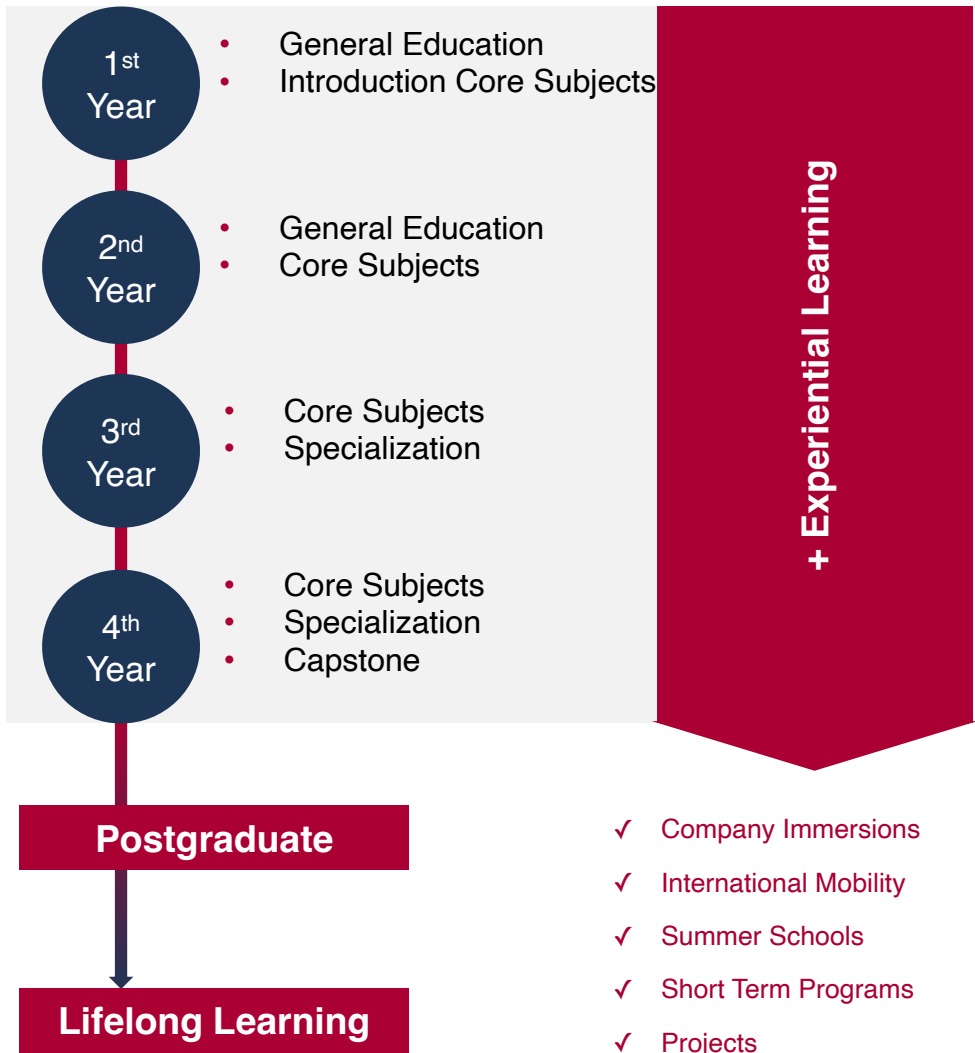 1st
Year
• General Education
• Introduction Core Subjects
2nd
Year
• General Education
• Core Subjects
3rd
Year
• Core Subjects
• Specialization
4th
Year
• Core Subjects
• Specialization
• Capstone
+ Experiential Learning
Postgraduate
Lifelong Learning
✓ Company Immersions
✓ International Mobility
✓ Summer Schools
✓ Short Term Programs
✓ Projects